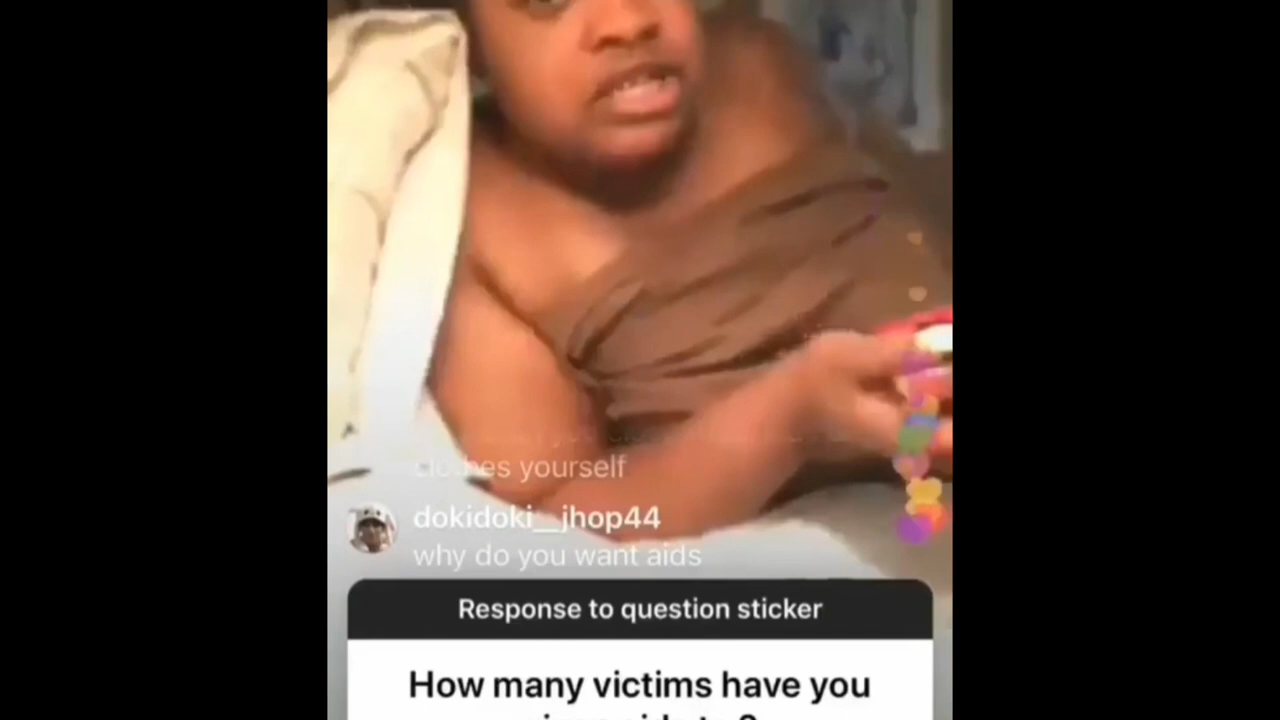 clothes yourself
dokidoki__jhop44
why do you want aids
Response to question sticker
How many victims have you